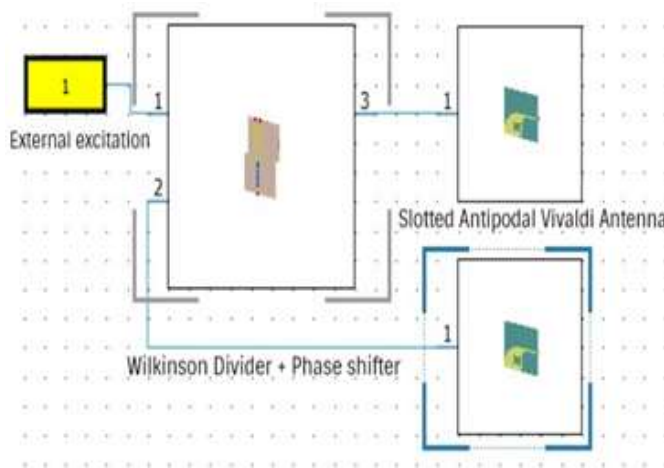 1
External excitation
1
2
3
1
Slotted Antipodal Vivaldi Antenna
1
Wilkinson Divider + Phase shifter